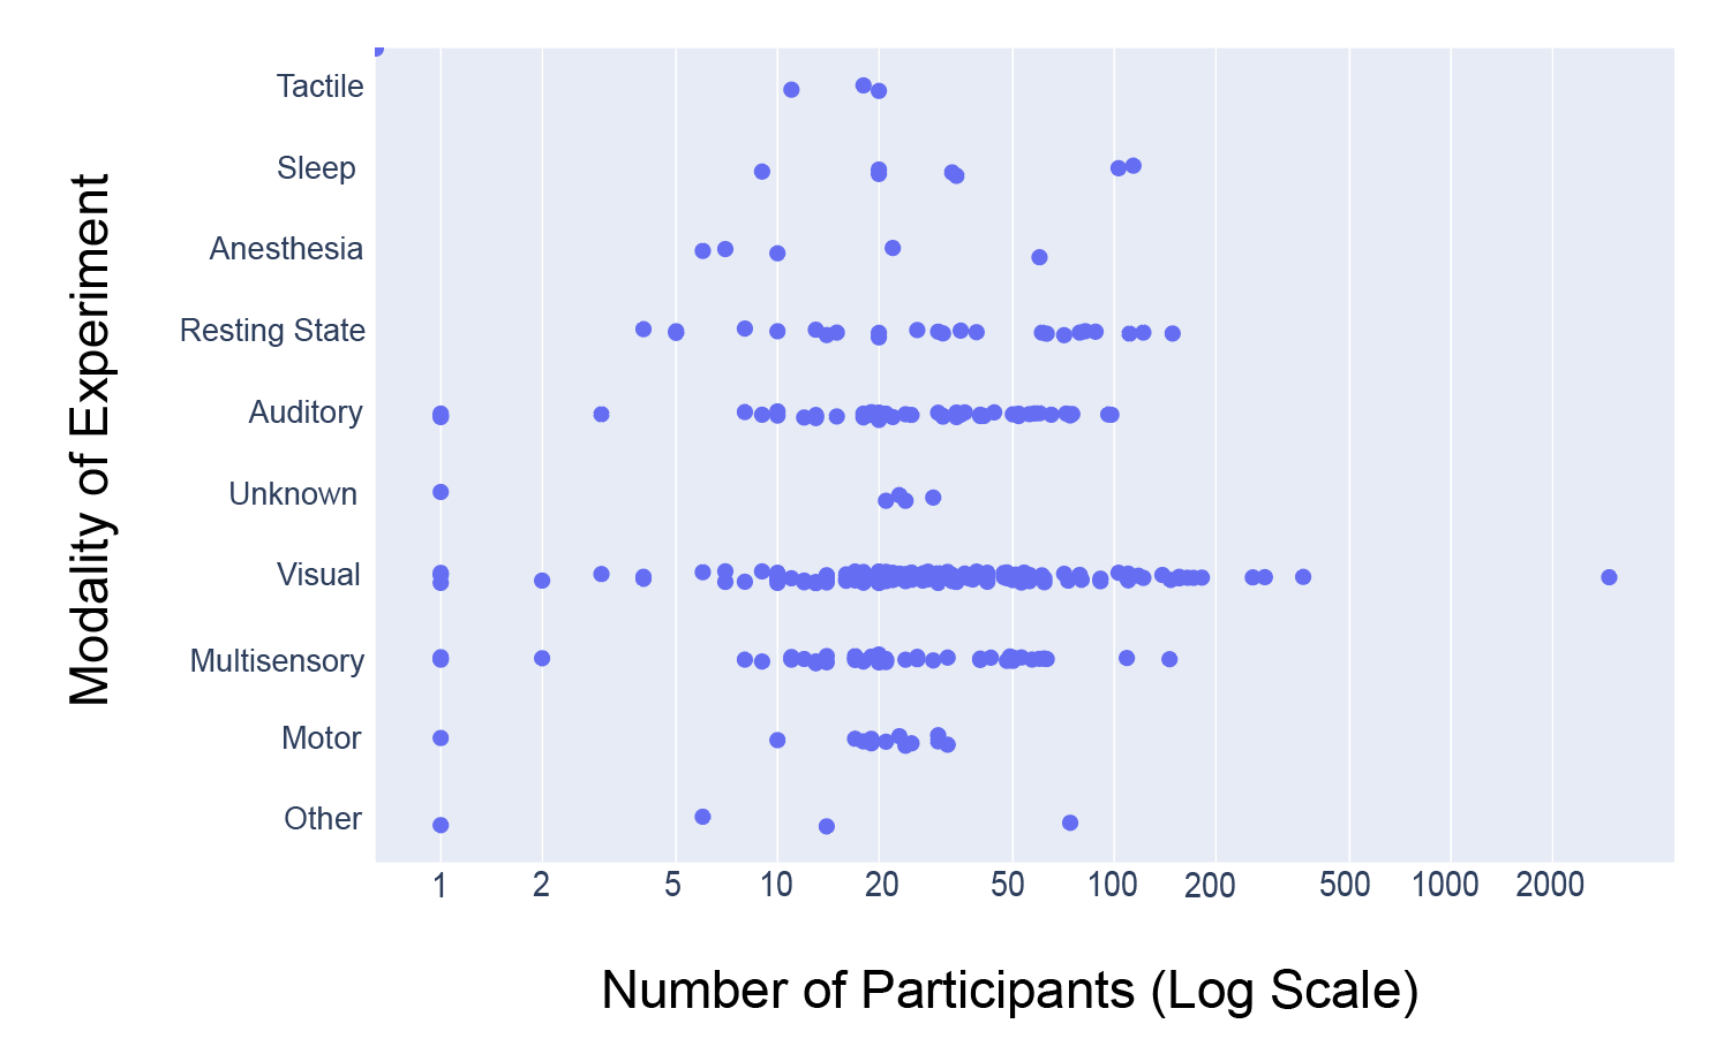 Modality of Experiment
Tactile
Sleep
Anesthesia
Resting State
Auditory
Unknown
Visual
Multisensory
Motor
Other
1 2 5 10 20 50 100 200 500 1000 2000
Number of Participants (Log Scale)